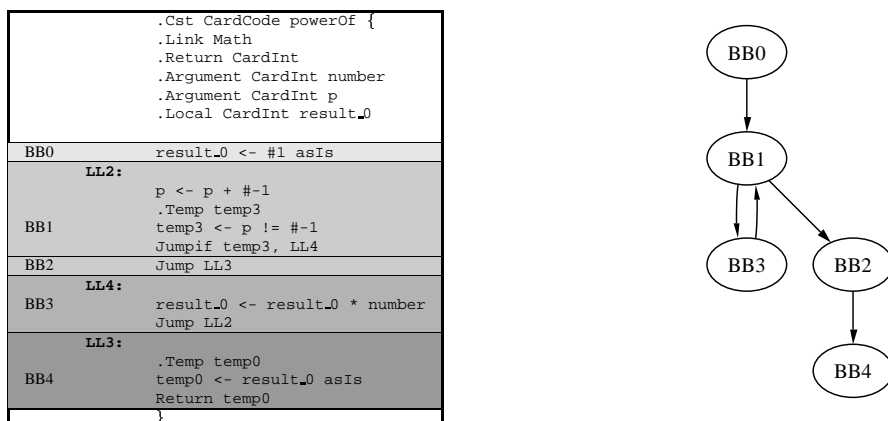 .Cst CardCode powerOf {
.Link Math
.Return CardInt
.Argument CardInt number
.Argument CardInt p
.Local CardInt result_0
BB0 result_0 <- #1 asIs
LL2:
p <- p + #-1
.Temp temp3
BB1 temp3 <- p != #-1
Jumpif temp3, LL4
BB2 Jump LL3
LL4:
BB3 result_0 <- result_0 * number
Jump LL2
LL3:
.Temp temp0
BB4 temp0 <- result_0 asIs
Return temp0
}
BB0
BB1
BB3 BB2
BB4